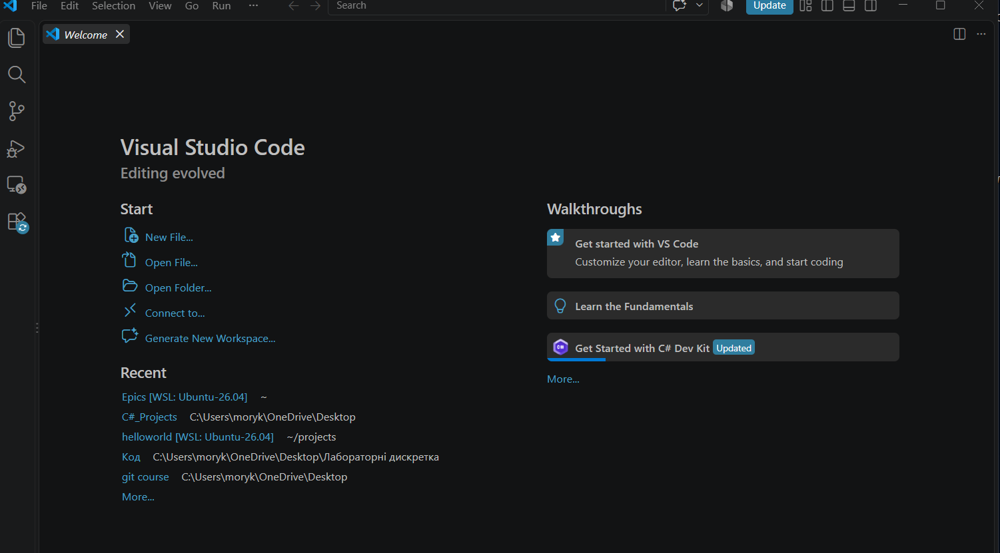 File Edit Selection View Go Run ··· Search Update
Welcome
Visual Studio Code
Editing evolved
Start
New File...
Open File...
Open Folder...
Connect to...
Generate New Workspace...
Recent
Epics [WSL: Ubuntu-26.04] ~
C#_Projects C:\Users\moryk\OneDrive\Desktop
helloworld [WSL: Ubuntu-26.04] ~/projects
Код C:\Users\moryk\OneDrive\Desktop\Лабораторні дискретка
git course C:\Users\moryk\OneDrive\Desktop
More...
Walkthroughs
Get started with VS Code
Customize your editor, learn the basics, and start coding
Learn the Fundamentals
C# Get Started with C# Dev Kit Updated
More...